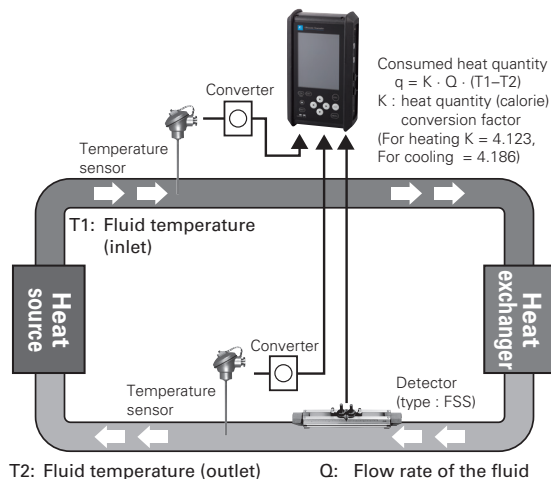 Consumed heat quantity
q = K · Q · (T1–T2)
K : heat quantity (calorie)
conversion factor
(For heating K = 4.123,
For cooling = 4.186)
Converter
Temperature
sensor
T1: Fluid temperature
(inlet)
Heat
source
Heat
exchanger
Converter
Temperature
sensor
Detector
(type : FSS)
T2: Fluid temperature (outlet)
Q: Flow rate of the fluid